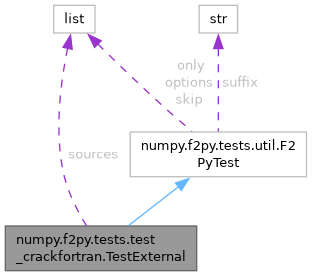 list
str
only
options
skip
suffix
numpy.f2py.tests.util.F2
PyTest
sources
numpy.f2py.tests.test
_crackfortran.TestExternal